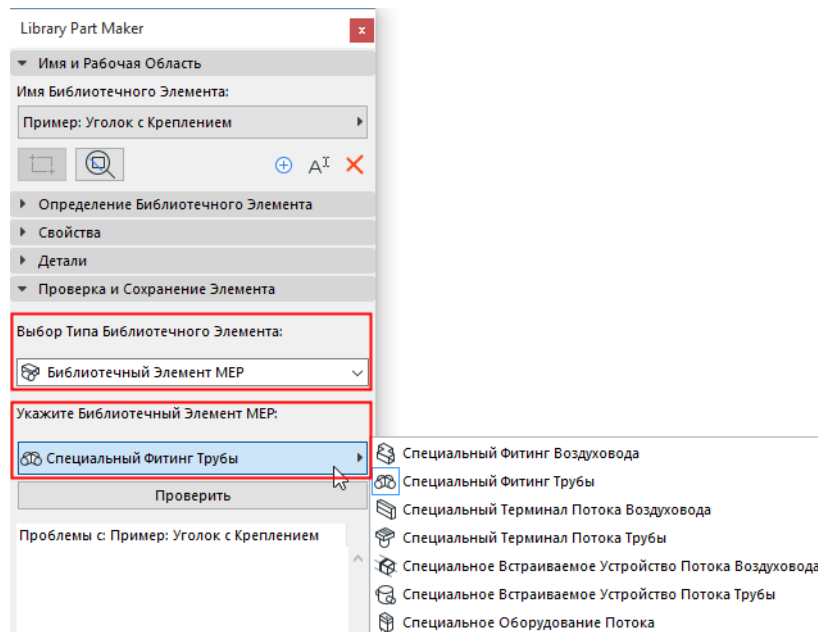 Library Part Maker
x
Имя и Рабочая Область
Имя Библиотечного Элемента:
Пример: Уголок с Креплением
Определение Библиотечного Элемента
Свойства
Детали
Проверка и Сохранение Элемента
Выбор Типа Библиотечного Элемента:
Библиотечный Элемент MEP
Укажите Библиотечный Элемент MEP:
Специальный Фитинг Трубы
Проверить
Проблемы с: Пример: Уголок с Креплением
Специальный Фитинг Воздуховода
Специальный Фитинг Трубы
Специальный Терминал Потока Воздуховода
Специальный Терминал Потока Трубы
Специальное Встраиваемое Устройство Потока Воздуховода
Специальное Встраиваемое Устройство Потока Трубы
Специальное Оборудование Потока